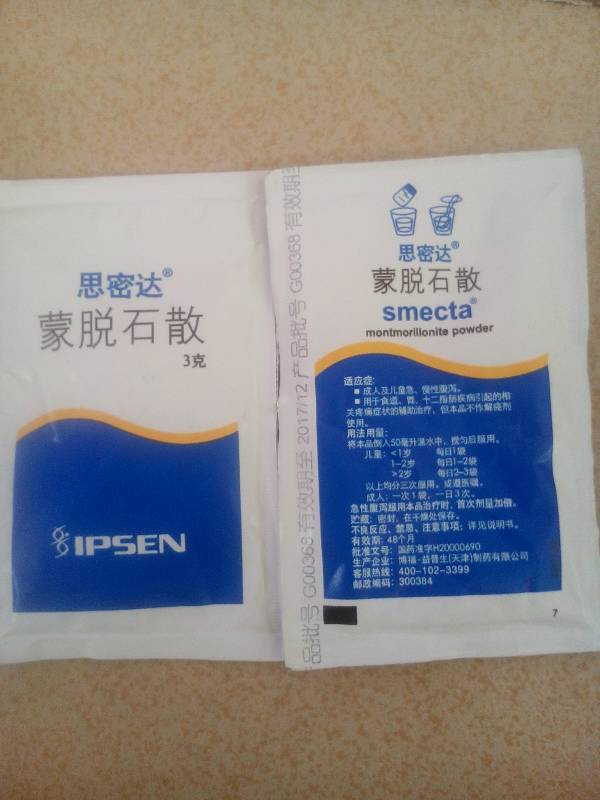 思密达®
蒙脱石散
3克
IPSEN
产品批号 G00368 有效期至 2017/12 产品批号 G00368 有效期至
思密达®
蒙脱石散
smecta®
montmorillonite powder
适应症:
■ 成人及儿童急、慢性腹泻。
■ 用于食道、胃、十二指肠疾病引起的相
关疼痛症状的辅助治疗，但本品不作解痉剂
使用。
用法用量:
将本品倒入50毫升温水中，搅匀后服用。
儿童: <1岁 每日1袋
1-2岁 每日1-2袋
>2岁 每日2-3袋
以上均分三次服用，或遵医嘱。
成人: 一次1袋，一日3次。
急性腹泻服用本品治疗时，首次剂量加倍。
贮藏: 密封，在干燥处保存。
不良反应、禁忌、注意事项: 详见说明书。
有效期: 48个月
批准文号: 国药准字H20000690
生产企业: 博福-益普生(天津)制药有限公司
客服热线: 400-102-3399
邮政编码: 300384
7